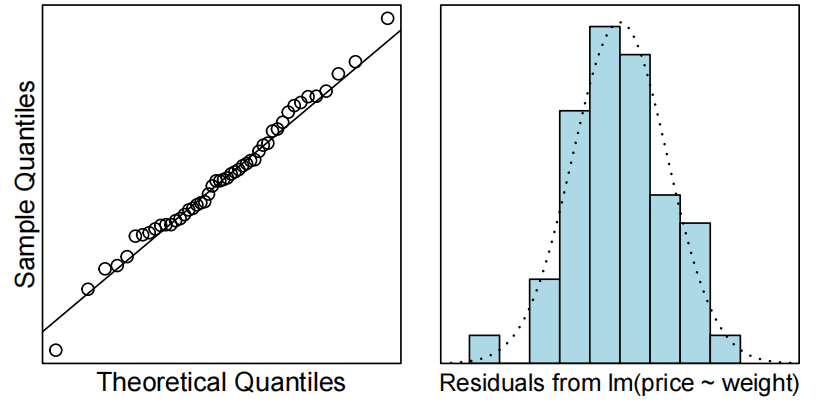 Sample Quantiles
Theoretical Quantiles
Residuals from lm(price ~ weight)